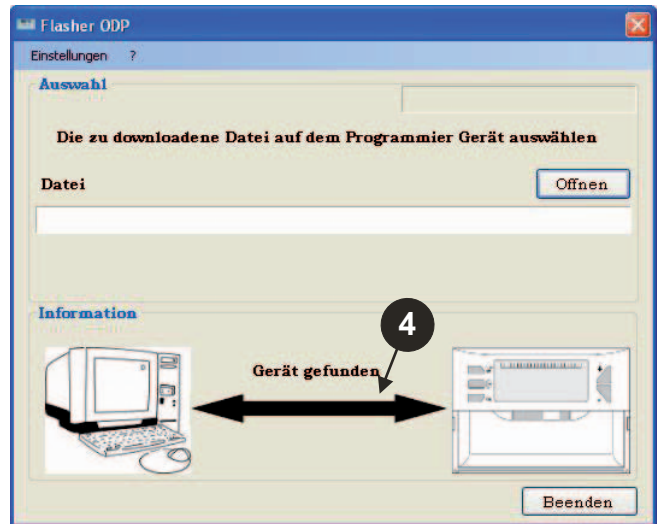 Flasher ODP
Einstellungen ?
Auswahl
Die zu downloadene Datei auf dem Programmier Gerät auswählen
Datei
Offnen
Information
4
Gerät gefunden
Beenden